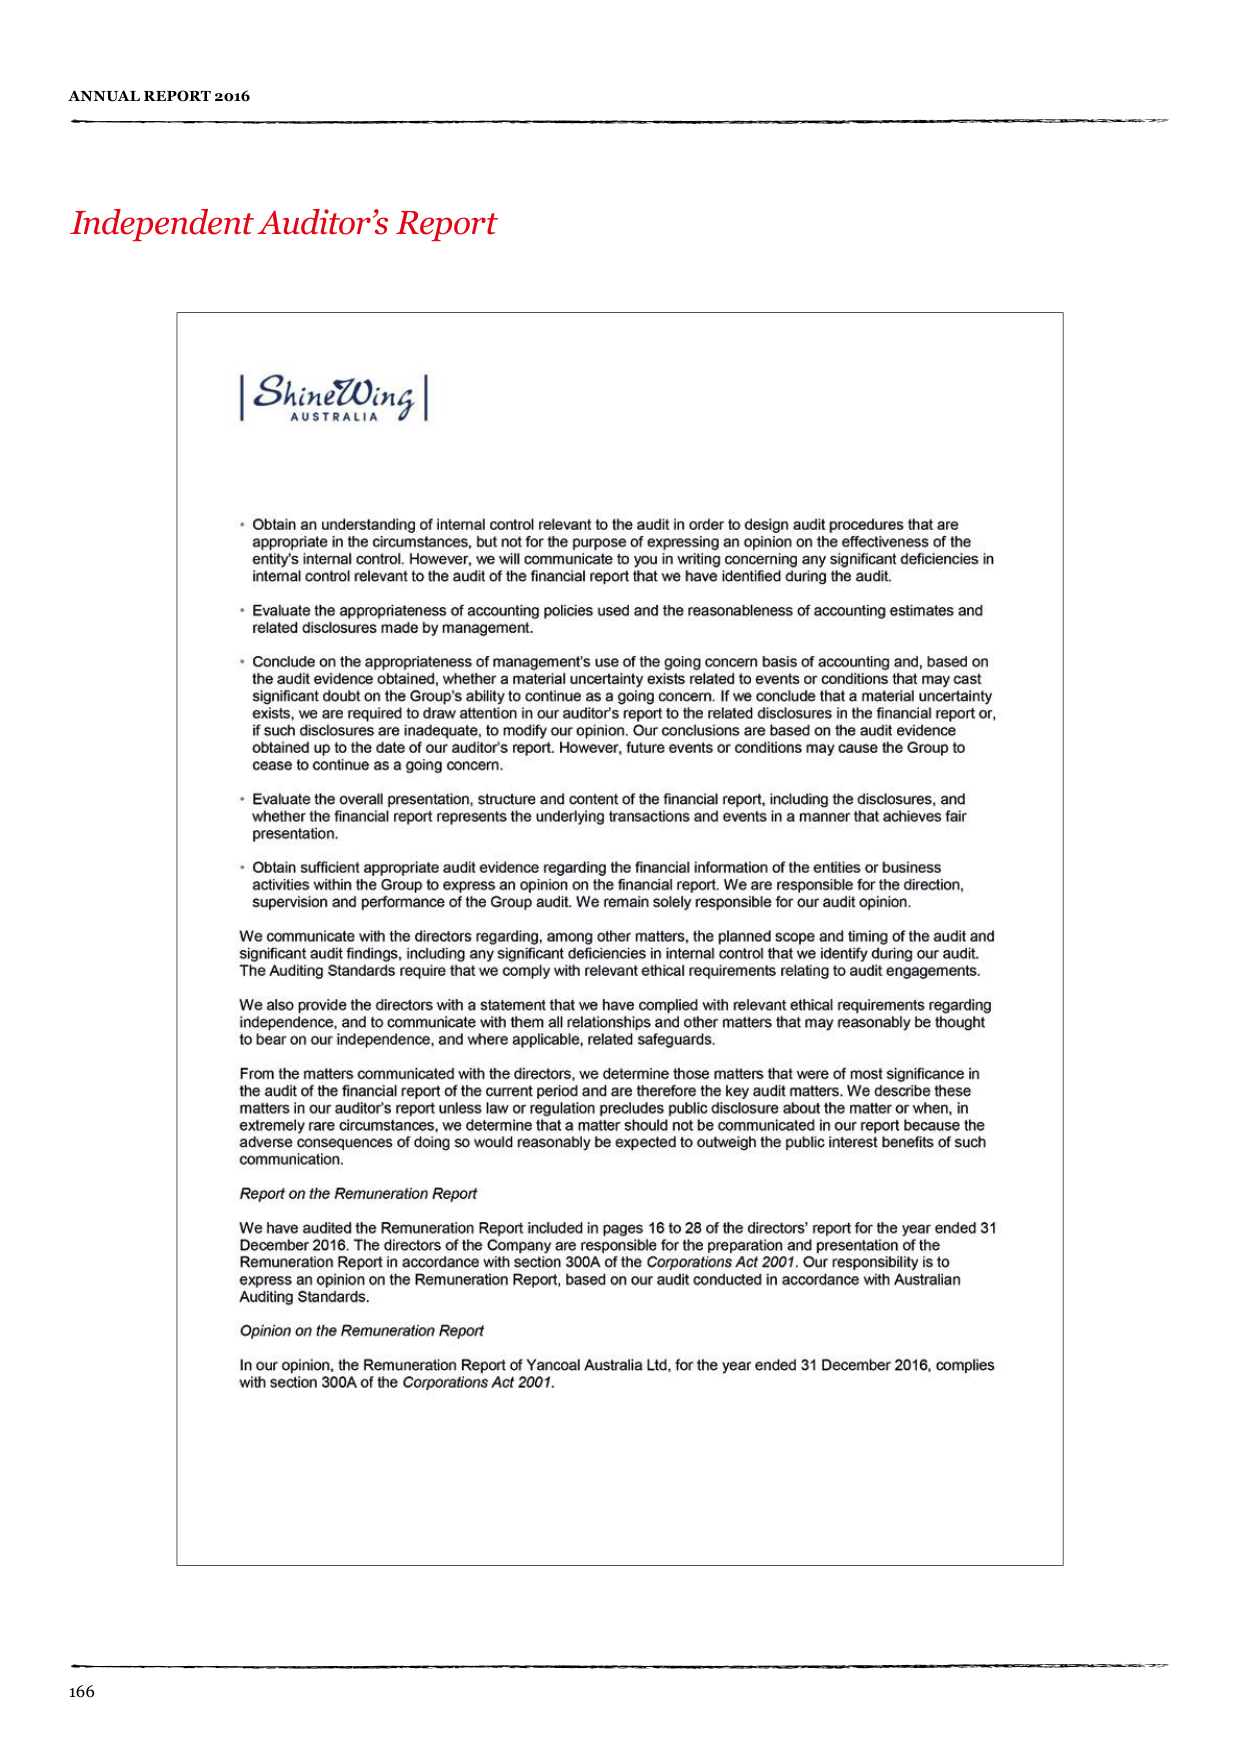 ANNUAL REPORT 2016
Independent Auditor’s Report
ShineWing
AUSTRALIA
• Obtain an understanding of internal control relevant to the audit in order to design audit procedures that are
appropriate in the circumstances, but not for the purpose of expressing an opinion on the effectiveness of the
entity's internal control. However, we will communicate to you in writing concerning any significant deficiencies in
internal control relevant to the audit of the financial report that we have identified during the audit.
• Evaluate the appropriateness of accounting policies used and the reasonableness of accounting estimates and
related disclosures made by management.
• Conclude on the appropriateness of management's use of the going concern basis of accounting and, based on
the audit evidence obtained, whether a material uncertainty exists related to events or conditions that may cast
significant doubt on the Group's ability to continue as a going concern. If we conclude that a material uncertainty
exists, we are required to draw attention in our auditor's report to the related disclosures in the financial report or,
if such disclosures are inadequate, to modify our opinion. Our conclusions are based on the audit evidence
obtained up to the date of our auditor's report. However, future events or conditions may cause the Group to
cease to continue as a going concern.
• Evaluate the overall presentation, structure and content of the financial report, including the disclosures, and
whether the financial report represents the underlying transactions and events in a manner that achieves fair
presentation.
• Obtain sufficient appropriate audit evidence regarding the financial information of the entities or business
activities within the Group to express an opinion on the financial report. We are responsible for the direction,
supervision and performance of the Group audit. We remain solely responsible for our audit opinion.
We communicate with the directors regarding, among other matters, the planned scope and timing of the audit and
significant audit findings, including any significant deficiencies in internal control that we identify during our audit.
The Auditing Standards require that we comply with relevant ethical requirements relating to audit engagements.
We also provide the directors with a statement that we have complied with relevant ethical requirements regarding
independence, and to communicate with them all relationships and other matters that may reasonably be thought
to bear on our independence, and where applicable, related safeguards.
From the matters communicated with the directors, we determine those matters that were of most significance in
the audit of the financial report of the current period and are therefore the key audit matters. We describe these
matters in our auditor's report unless law or regulation precludes public disclosure about the matter or when, in
extremely rare circumstances, we determine that a matter should not be communicated in our report because the
adverse consequences of doing so would reasonably be expected to outweigh the public interest benefits of such
communication.
Report on the Remuneration Report
We have audited the Remuneration Report included in pages 16 to 28 of the directors' report for the year ended 31
December 2016. The directors of the Company are responsible for the preparation and presentation of the
Remuneration Report in accordance with section 300A of the Corporations Act 2001. Our responsibility is to
express an opinion on the Remuneration Report, based on our audit conducted in accordance with Australian
Auditing Standards.
Opinion on the Remuneration Report
In our opinion, the Remuneration Report of Yancoal Australia Ltd, for the year ended 31 December 2016, complies
with section 300A of the Corporations Act 2001.
166